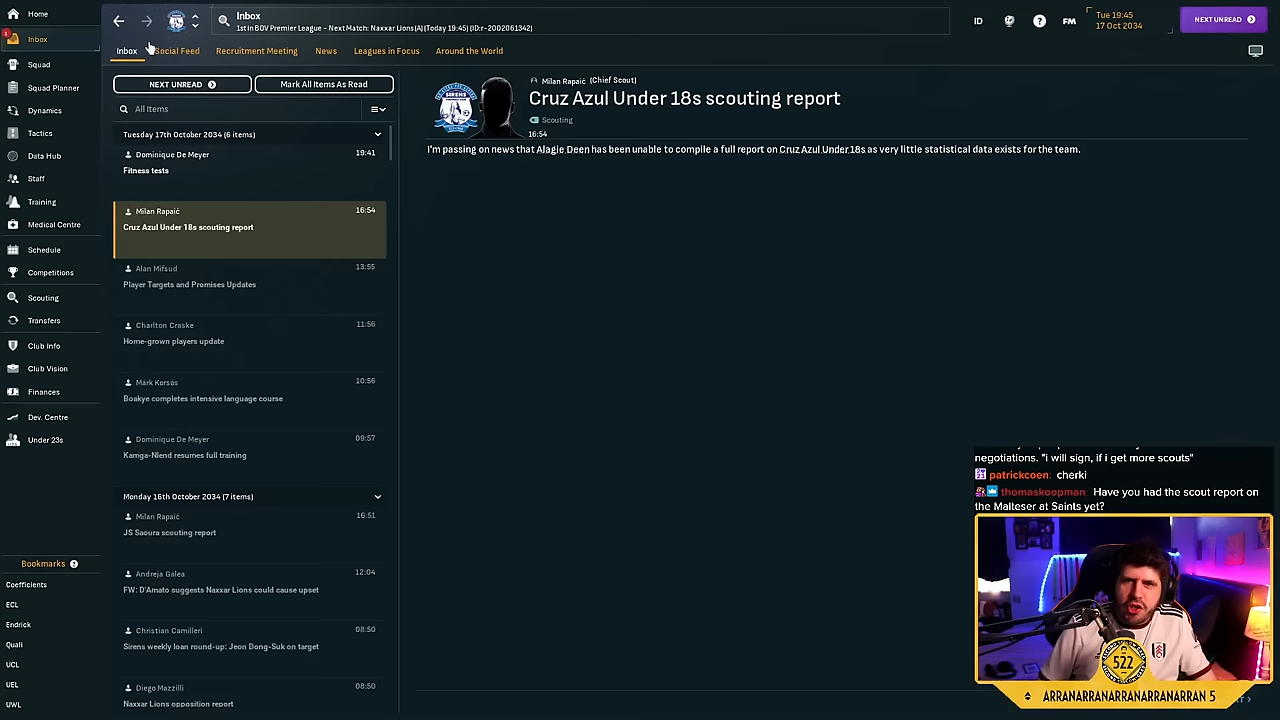 Home
Inbox
Squad
Squad Planner
Dynamics
Tactics
Data Hub
Staff
Training
Medical Centre
Schedule
Competitions
Scouting
Transfers
Club Info
Club Vision
Finances
Dev. Centre
Under 23s
Bookmarks
Coefficients
ECL
Endrick
Quali
UCL
UEL
UWL
Inbox
1st in BOV Premier League - Next Match: Naxxar Lions (A) (Today 19:45) (ID:r-2002061342)
ID
FM
Tue 19:45
17 Oct 2034
NEXT UNREAD
Inbox
Social Feed
Recruitment Meeting
News
Leagues in Focus
Around the World
NEXT UNREAD
Mark All Items As Read
All Items
Tuesday 17th October 2034 (6 items)
Dominique De Meyer 19:41
Fitness tests
Milan Rapaić 16:54
Cruz Azul Under 18s scouting report
Alan Mifsud 13:55
Player Targets and Promises Updates
Charlton Craske 11:56
Home-grown players update
Márk Korsós 10:56
Boakye completes intensive language course
Dominique De Meyer 09:57
Kamga-Nlend resumes full training
Monday 16th October 2034 (7 items)
Milan Rapaić 16:51
JS Saoura scouting report
Andreja Galea 12:04
FW: D'Amato suggests Naxxar Lions could cause upset
Christian Camilleri 08:50
Sirens weekly loan round-up: Jeon Dong-Suk on target
Diego Mazzilli 08:50
Naxxar Lions opposition report
SIRENS
Milan Rapaić (Chief Scout)
Cruz Azul Under 18s scouting report
Scouting
16:54
I'm passing on news that Alagie Deen has been unable to compile a full report on Cruz Azul Under 18s as very little statistical data exists for the team.
negotiations. "i will sign, if i get more scouts"
patrickcoen: cherki
thomaskoopman: Have you had the scout report on
the Malteser at Saints yet?
522
ARRANARRANARRANARRANARRAN 5